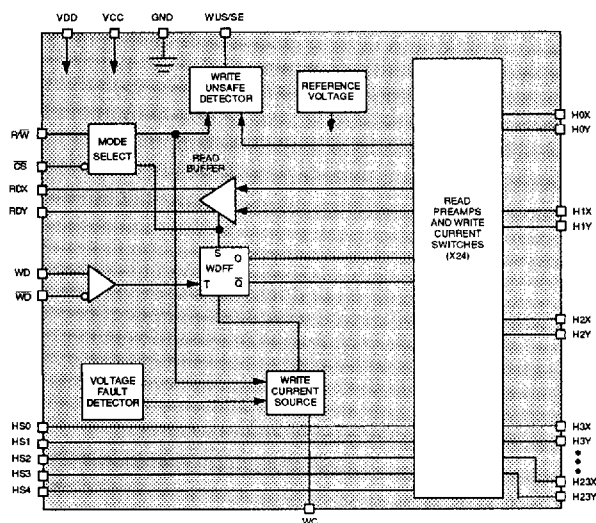 VDD VCC GND WUS/SE
WRITE
UNSAFE
DETECTOR
REFERENCE
VOLTAGE
R/W̅
C̅S̅
RDX
RDY
WD
W̅D̅
MODE
SELECT
READ
BUFFER
S
WDFF
Q
T
Q̅
READ
PREAMPS
AND WRITE
CURRENT
SWITCHES
(X24)
VOLTAGE
FAULT
DETECTOR
WRITE
CURRENT
SOURCE
HS0
HS1
HS2
HS3
HS4
WC
H0X
H0Y
H1X
H1Y
H2X
H2Y
H3X
H3Y
H23X
H23Y